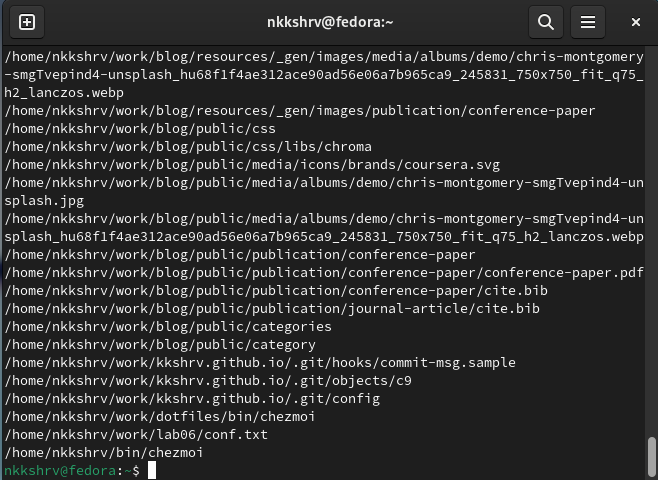 nkkshrv@fedora:~
/home/nkkshrv/work/blog/resources/_gen/images/media/albums/demo/chris-montgomery
-smgTvepind4-unsplash_hu68f1f4ae312ace90ad56e06a7b965ca9_245831_750x750_fit_q75_
h2_lanczos.webp
/home/nkkshrv/work/blog/resources/_gen/images/publication/conference-paper
/home/nkkshrv/work/blog/public/css
/home/nkkshrv/work/blog/public/css/libs/chroma
/home/nkkshrv/work/blog/public/media/icons/brands/coursera.svg
/home/nkkshrv/work/blog/public/media/albums/demo/chris-montgomery-smgTvepind4-un
splash.jpg
/home/nkkshrv/work/blog/public/media/albums/demo/chris-montgomery-smgTvepind4-un
splash_hu68f1f4ae312ace90ad56e06a7b965ca9_245831_750x750_fit_q75_h2_lanczos.webp
/home/nkkshrv/work/blog/public/publication/conference-paper
/home/nkkshrv/work/blog/public/publication/conference-paper/conference-paper.pdf
/home/nkkshrv/work/blog/public/publication/conference-paper/cite.bib
/home/nkkshrv/work/blog/public/publication/journal-article/cite.bib
/home/nkkshrv/work/blog/public/categories
/home/nkkshrv/work/blog/public/category
/home/nkkshrv/work/kkshrv.github.io/.git/hooks/commit-msg.sample
/home/nkkshrv/work/kkshrv.github.io/.git/objects/c9
/home/nkkshrv/work/kkshrv.github.io/.git/config
/home/nkkshrv/work/dotfiles/bin/chezmoi
/home/nkkshrv/work/lab06/conf.txt
/home/nkkshrv/bin/chezmoi
nkkshrv@fedora:~$